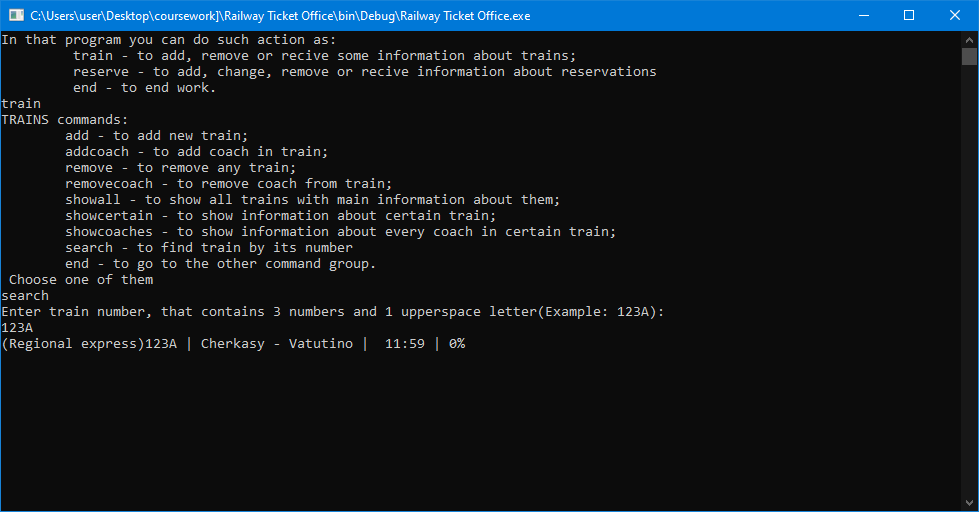 C:\Users\user\Desktop\coursework]\Railway Ticket Office\bin\Debug\Railway Ticket Office.exe
In that program you can do such action as:
train - to add, remove or recive some information about trains;
reserve - to add, change, remove or recive information about reservations
end - to end work.
train
TRAINS commands:
add - to add new train;
addcoach - to add coach in train;
remove - to remove any train;
removecoach - to remove coach from train;
showall - to show all trains with main information about them;
showcertain - to show information about certain train;
showcoaches - to show information about every coach in certain train;
search - to find train by its number
end - to go to the other command group.
Choose one of them
search
Enter train number, that contains 3 numbers and 1 upperspace letter(Example: 123A):
123A
(Regional express)123A | Cherkasy - Vatutino |  11:59 | 0%